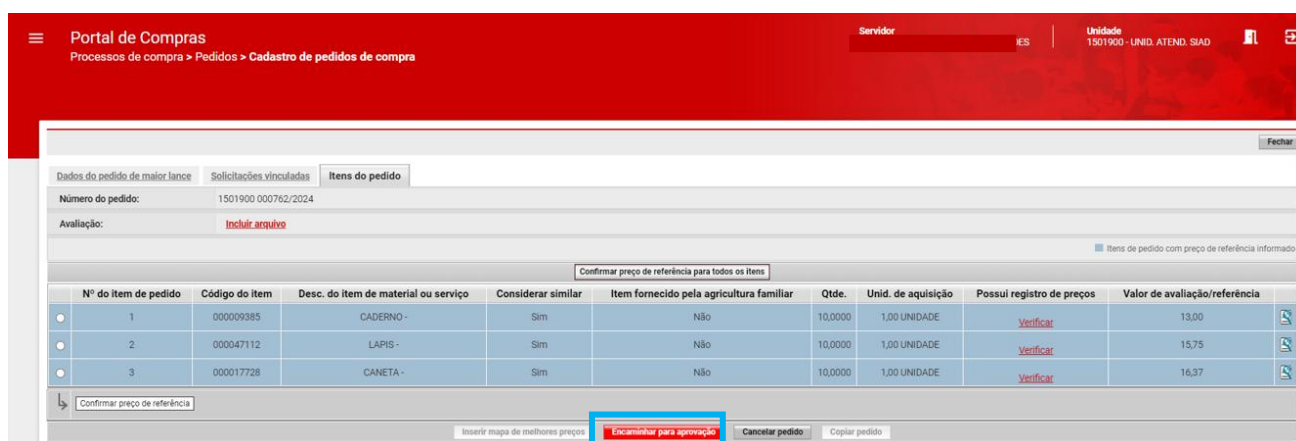 Portal de Compras
Processos de compra > Pedidos > Cadastro de pedidos de compra
Servidor
Unidade
1501900 - UNID. ATEND. SIAD
Fechar
Dados do pedido de maior lance Solicitações vinculadas Itens do pedido
Número do pedido: 1501900 000762/2024
Avaliação: Incluir arquivo
Itens de pedido com preço de referência informado
Confirmar preço de referência para todos os itens
Nº do item de pedido Código do item Desc. do item de material ou serviço Considerar similar Item fornecido pela agricultura familiar Qtde. Unid. de aquisição Possui registro de preços Valor de avaliação/referência
1 000009385 CADERNO - Sim Não 10,0000 1,00 UNIDADE Verificar 13,00
2 000047112 LAPIS - Sim Não 10,0000 1,00 UNIDADE Verificar 15,75
3 000017728 CANETA - Sim Não 10,0000 1,00 UNIDADE Verificar 16,37
Confirmar preço de referência
Inserir mapa de melhores preços Encaminhar para aprovação Cancelar pedido Copiar pedido